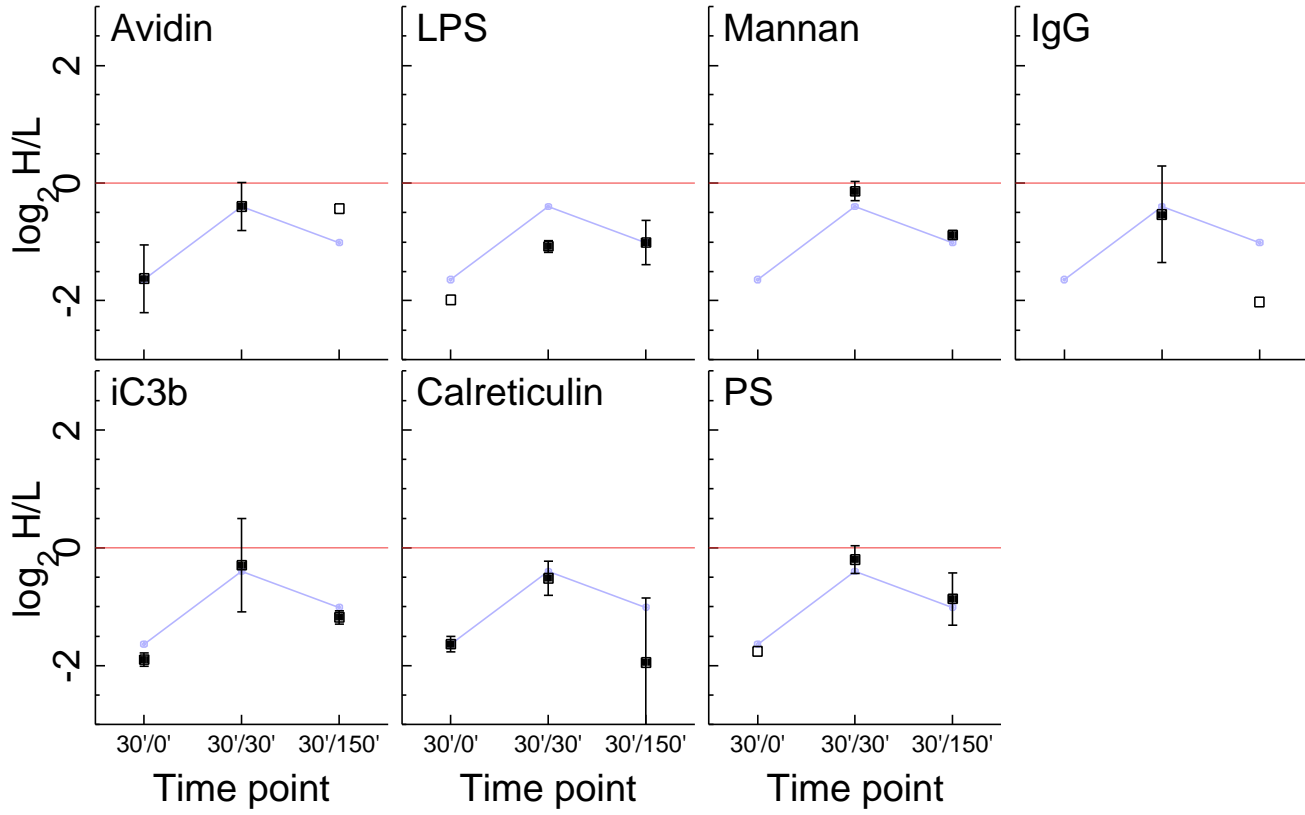 Avidin
LPS
Mannan
IgG
log2 H/L
2
0
-2
iC3b
Calreticulin
PS
log2 H/L
2
0
-2
30'/0'
30'/30'
30'/150'
30'/0'
30'/30'
30'/150'
30'/0'
30'/30'
30'/150'
Time point
Time point
Time point